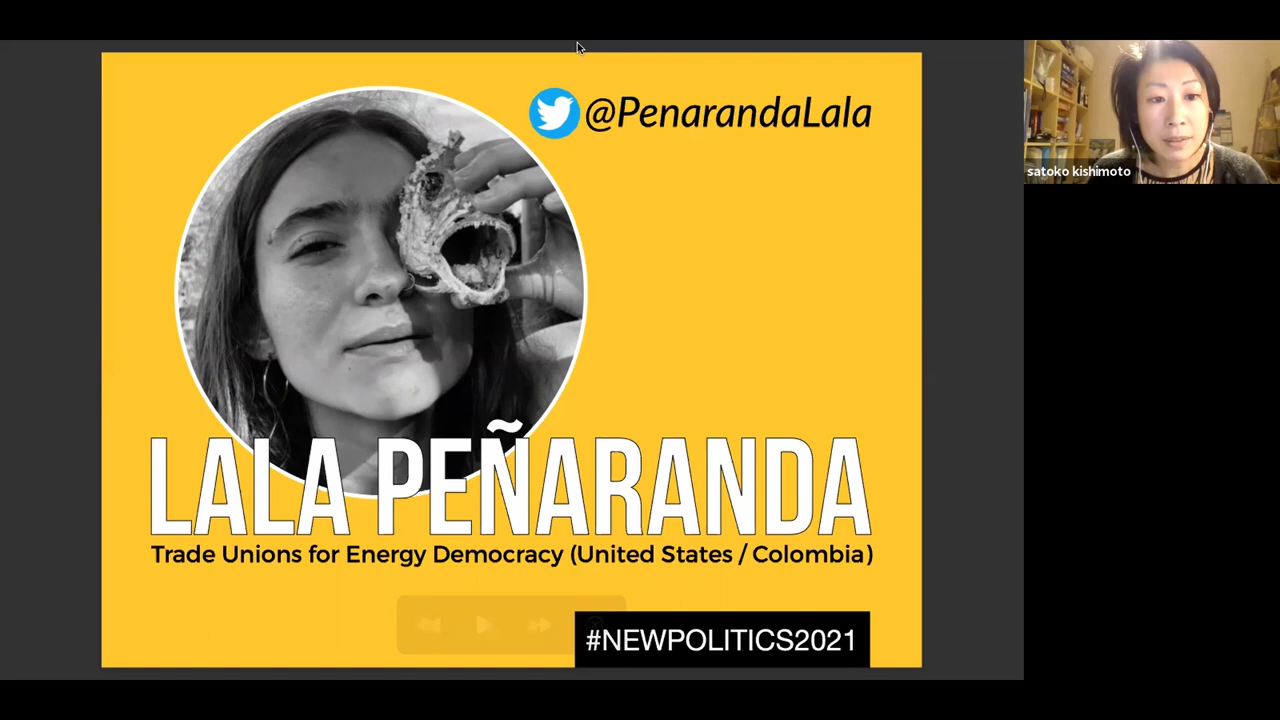 @PenarandaLala
satoko kishimoto
LALA PEÑARANDA
Trade Unions for Energy Democracy (United States / Colombia)
#NEWPOLITICS2021